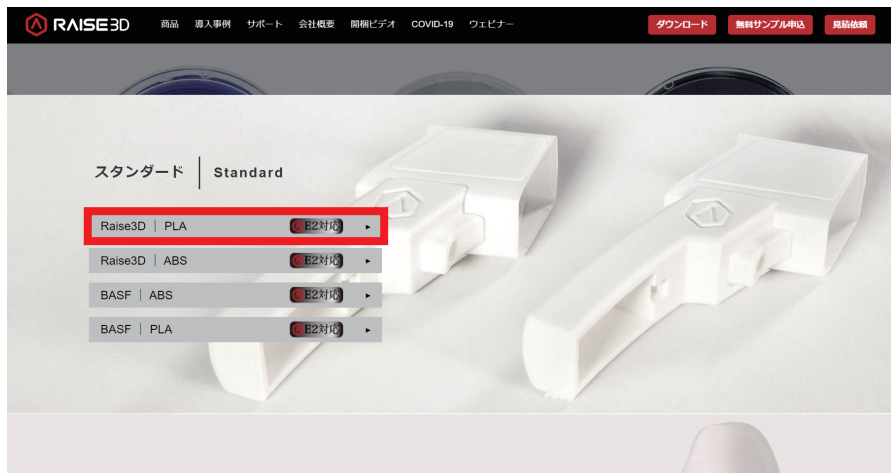 RAISE3D 商品 導入事例 サポート 会社概要 開梱ビデオ COVID-19 ウェビナー ダウンロード 無料サンプル申込 見積依頼
スタンダード | Standard
Raise3D | PLA E2対応
Raise3D | ABS E2対応
BASF | ABS E2対応
BASF | PLA E2対応